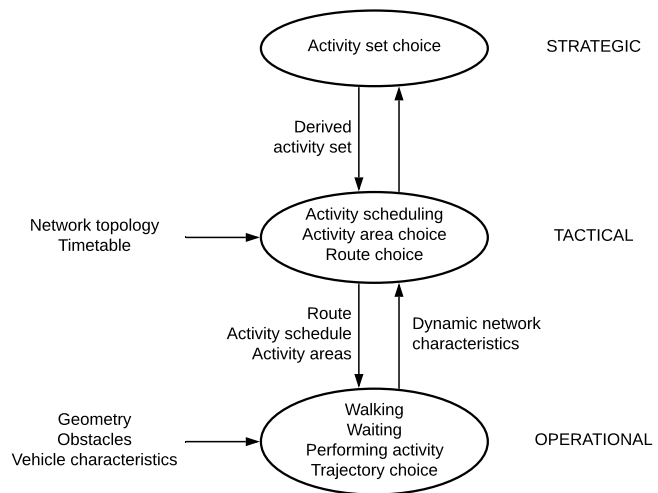 Activity set choice
STRATEGIC
Derived
activity set
Network topology
Timetable
Activity scheduling
Activity area choice
Route choice
TACTICAL
Route
Activity schedule
Activity areas
Dynamic network
characteristics
Geometry
Obstacles
Vehicle characteristics
Walking
Waiting
Performing activity
Trajectory choice
OPERATIONAL